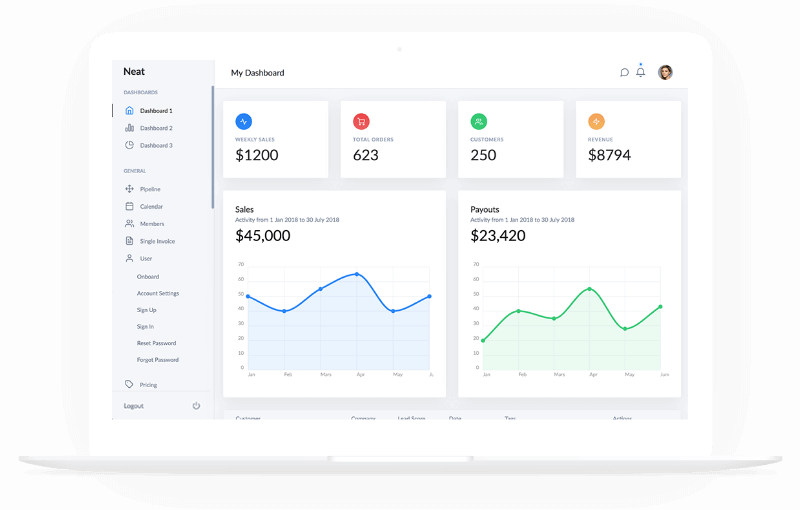 Neat
DASHBOARDS
Dashboard 1
Dashboard 2
Dashboard 3
GENERAL
Pipeline
Calendar
Members
Single Invoice
User
Onboard
Account Settings
Sign Up
Sign In
Reset Password
Forgot Password
Pricing
Logout
My Dashboard
WEEKLY SALES
$1200
TOTAL ORDERS
623
CUSTOMERS
250
REVENUE
$8794
Sales
Activity from 1 Jan 2018 to 30 July 2018
$45,000
70
60
50
40
30
20
10
0
Jan Feb Mars Apr May
Payouts
Activity from 1 Jan 2018 to 30 July 2018
$23,420
70
60
50
40
30
20
10
0
Jan Feb Mars Apr May
Customer Company Lead Score Date Tags Actions